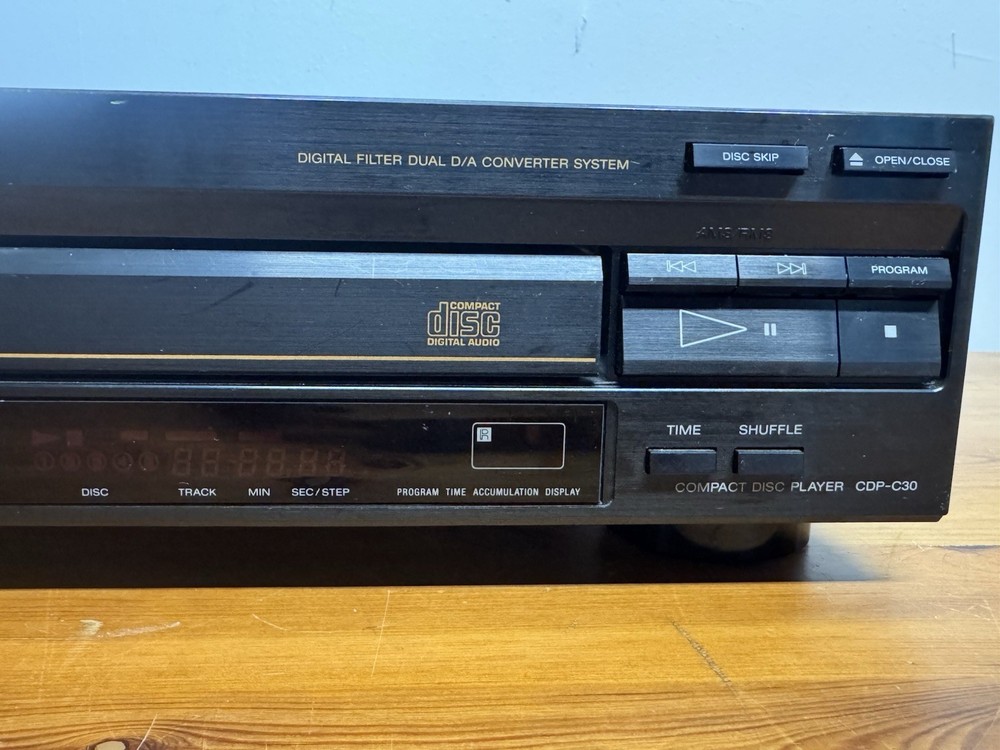 DIGITAL FILTER DUAL D/A CONVERTER SYSTEM
DISC SKIP
OPEN/CLOSE
AMS/RMS
PROGRAM
COMPACT
disc
DIGITAL AUDIO
R
TIME
SHUFFLE
DISC
TRACK
MIN
SEC/STEP
PROGRAM TIME ACCUMULATION DISPLAY
COMPACT DISC PLAYER CDP-C30